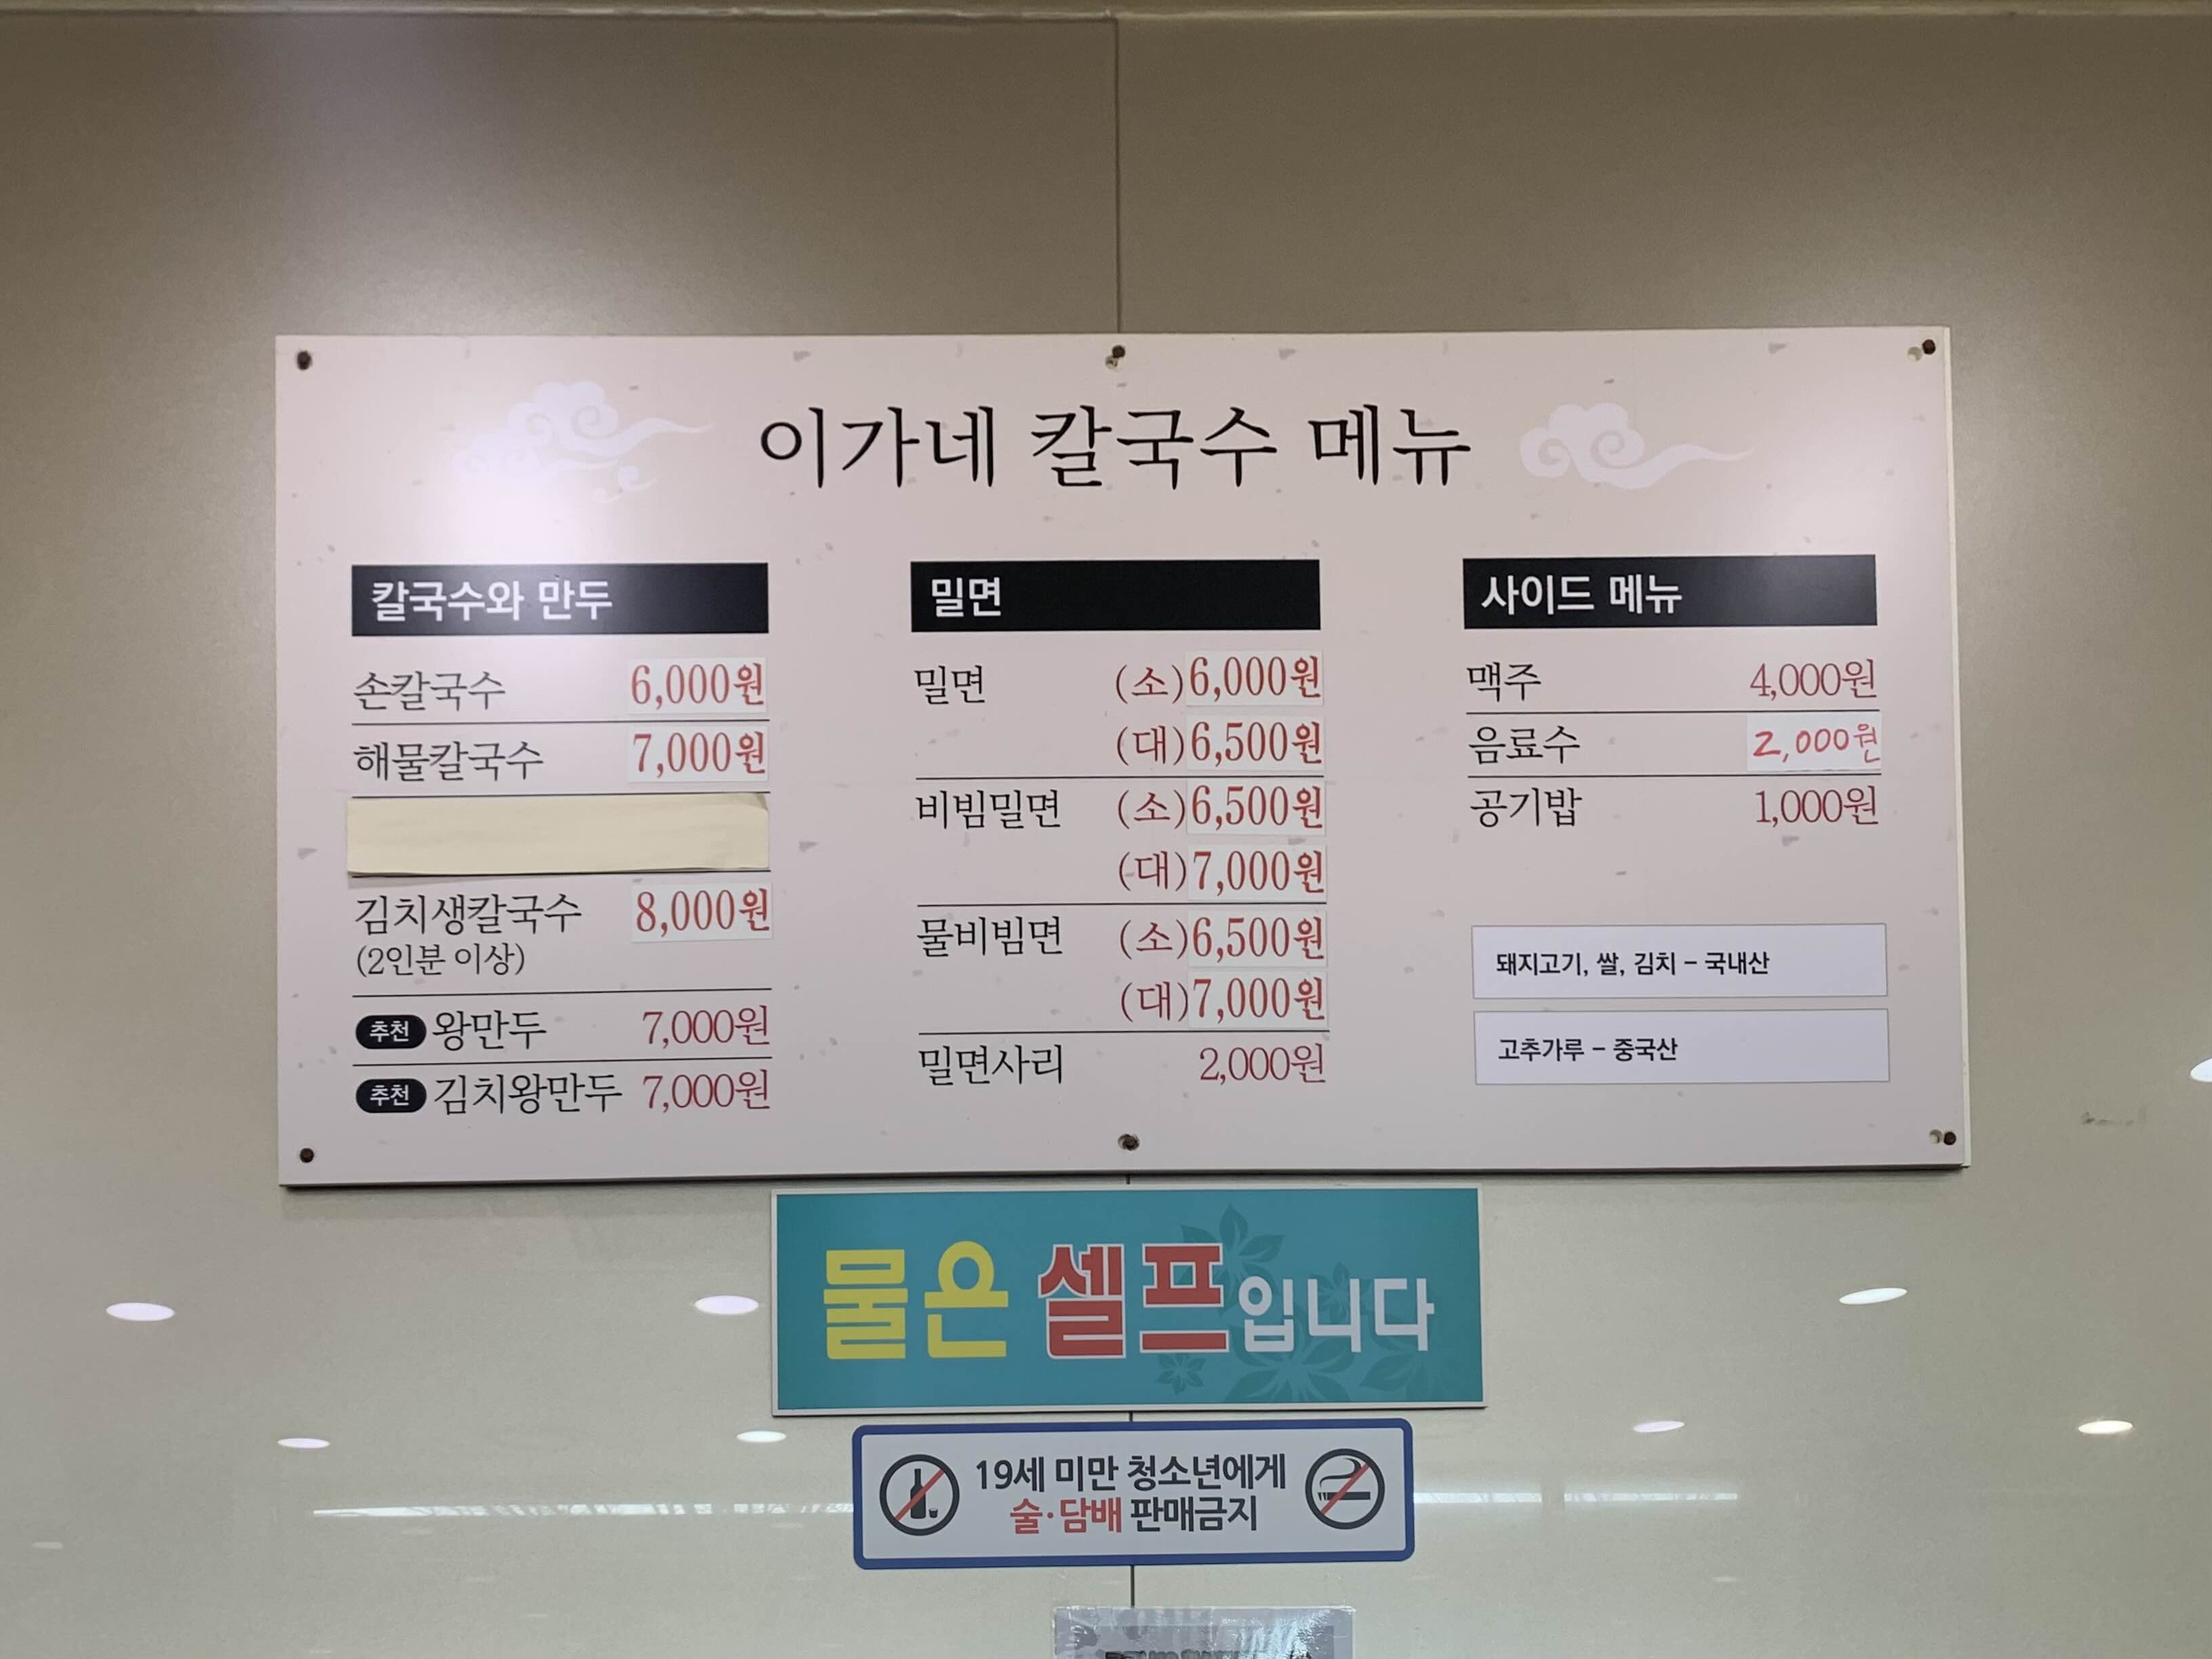 이가네 칼국수 메뉴
칼국수와 만두
손칼국수 6,000원
해물칼국수 7,000원
김치생칼국수 8,000원
(2인분 이상)
추천 왕만두 7,000원
추천 김치왕만두 7,000원
밀면
밀면 (소)6,000원
(대)6,500원
비빔밀면 (소)6,500원
(대)7,000원
물비빔면 (소)6,500원
(대)7,000원
밀면사리 2,000원
사이드 메뉴
맥주 4,000원
음료수 2,000원
공기밥 1,000원
돼지고기, 쌀, 김치 - 국내산
고추가루 - 중국산
물은 셀프입니다
19세 미만 청소년에게
술·담배 판매금지